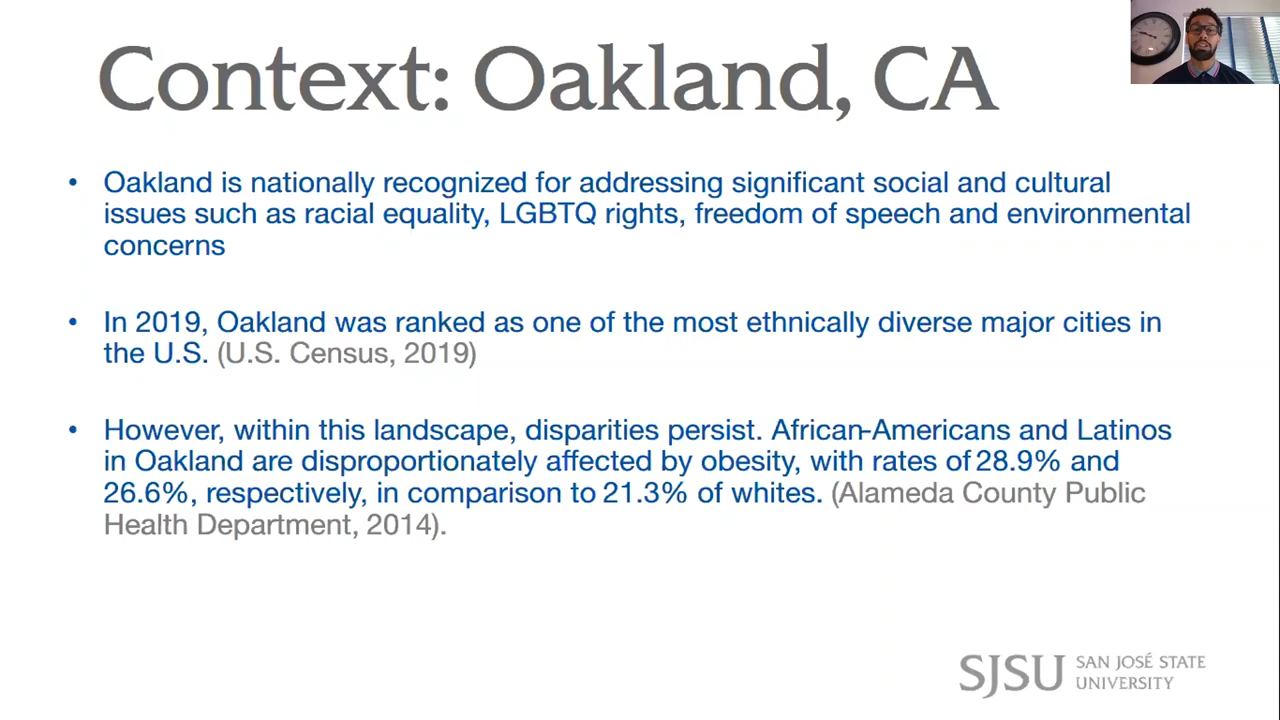 Context: Oakland, CA
• Oakland is nationally recognized for addressing significant social and cultural
issues such as racial equality, LGBTQ rights, freedom of speech and environmental
concerns
• In 2019, Oakland was ranked as one of the most ethnically diverse major cities in
the U.S. (U.S. Census, 2019)
• However, within this landscape, disparities persist. African-Americans and Latinos
in Oakland are disproportionately affected by obesity, with rates of 28.9% and
26.6%, respectively, in comparison to 21.3% of whites. (Alameda County Public
Health Department, 2014).
SJSU SAN JOSÉ STATE
UNIVERSITY